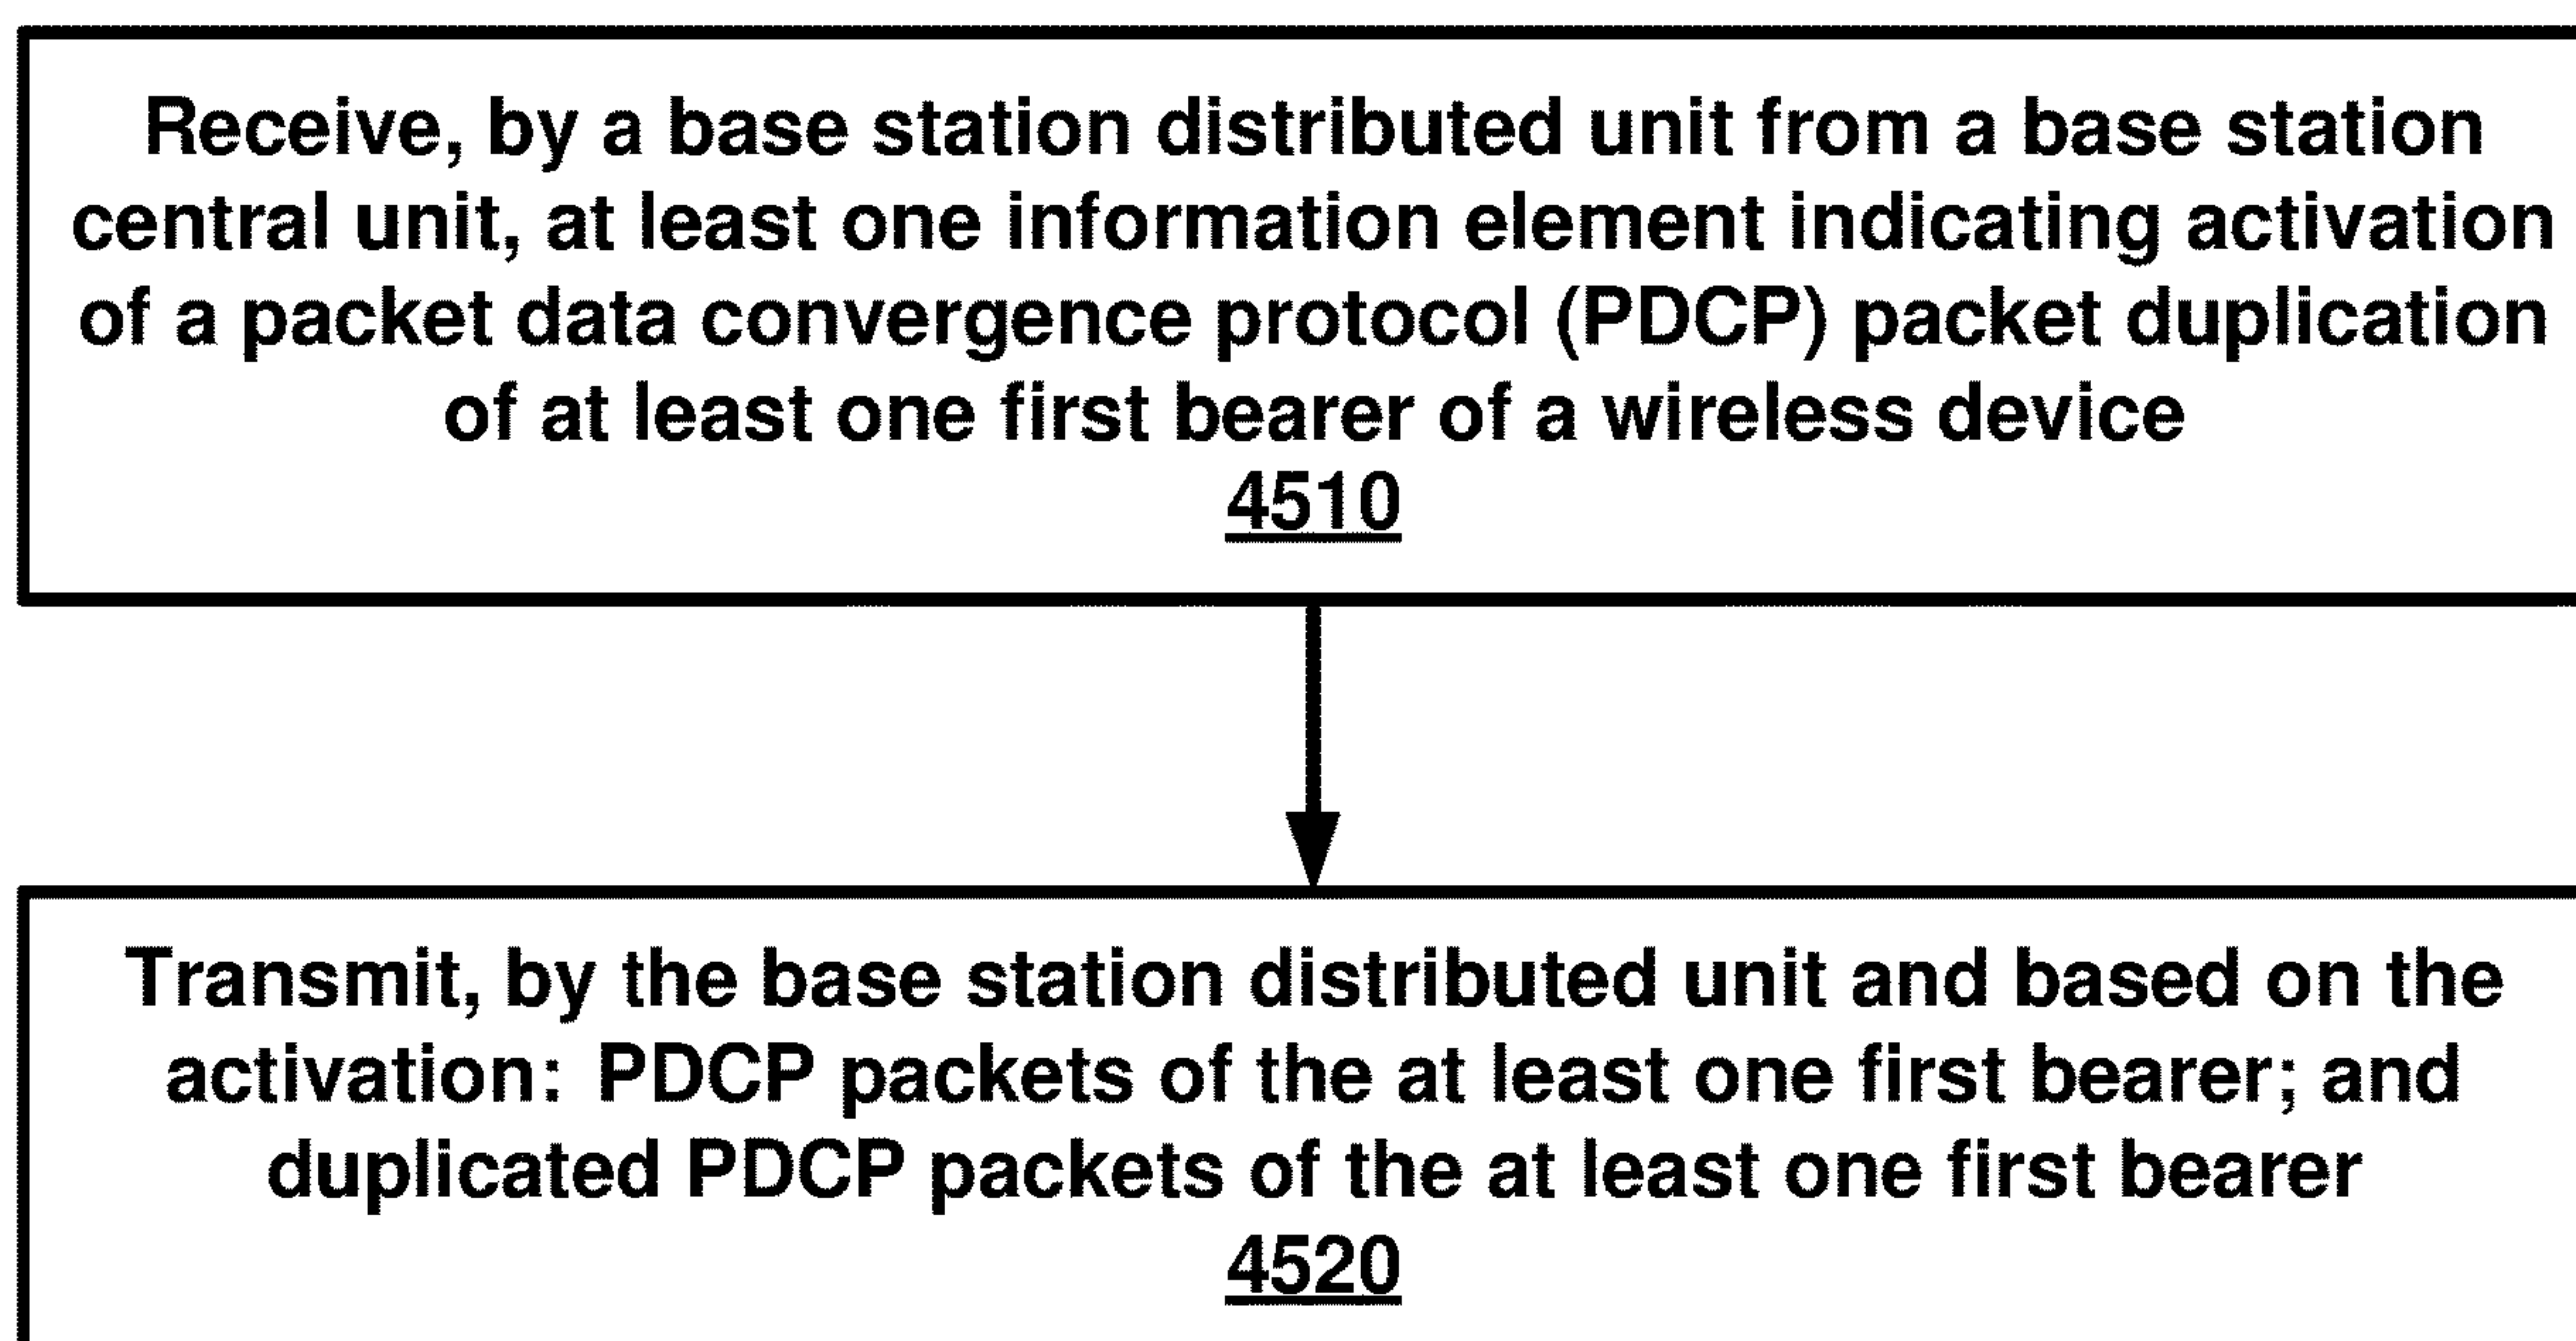 Receive, by a base station distributed unit from a base station
central unit, at least one information element indicating activation
of a packet data convergence protocol (PDCP) packet duplication
of at least one first bearer of a wireless device
4510
Transmit, by the base station distributed unit and based on the
activation: PDCP packets of the at least one first bearer; and
duplicated PDCP packets of the at least one first bearer
4520